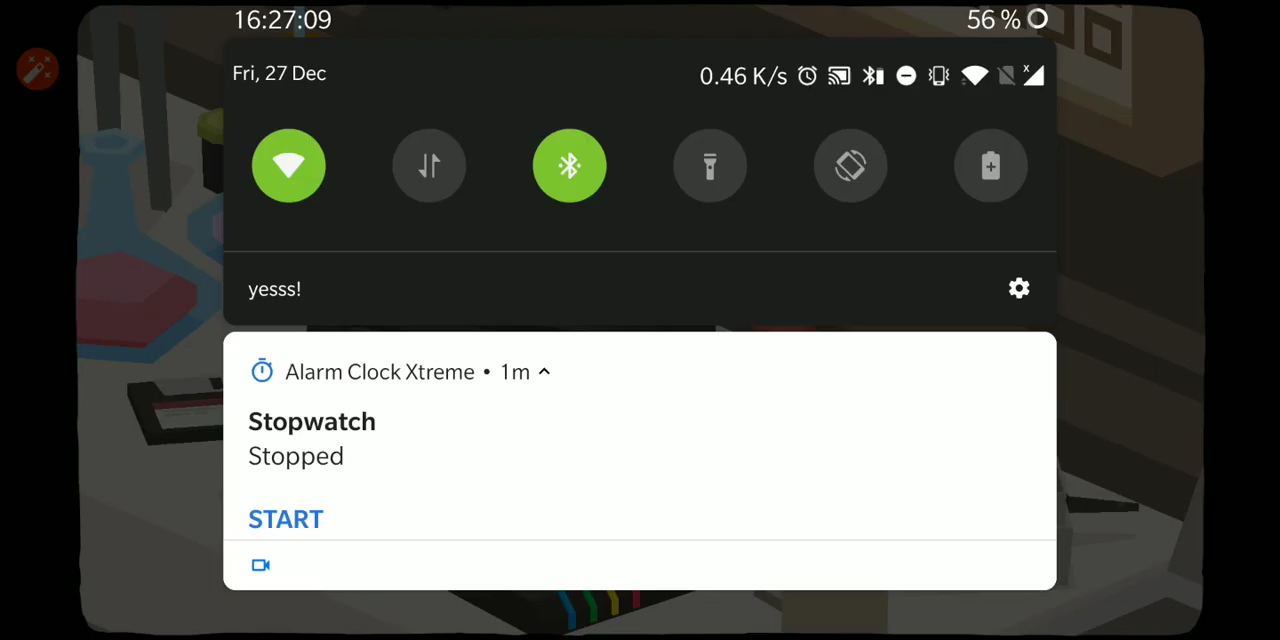 16:27:09
56 %
Fri, 27 Dec
0.46 K/s
yesss!
Alarm Clock Xtreme • 1m
Stopwatch
Stopped
START